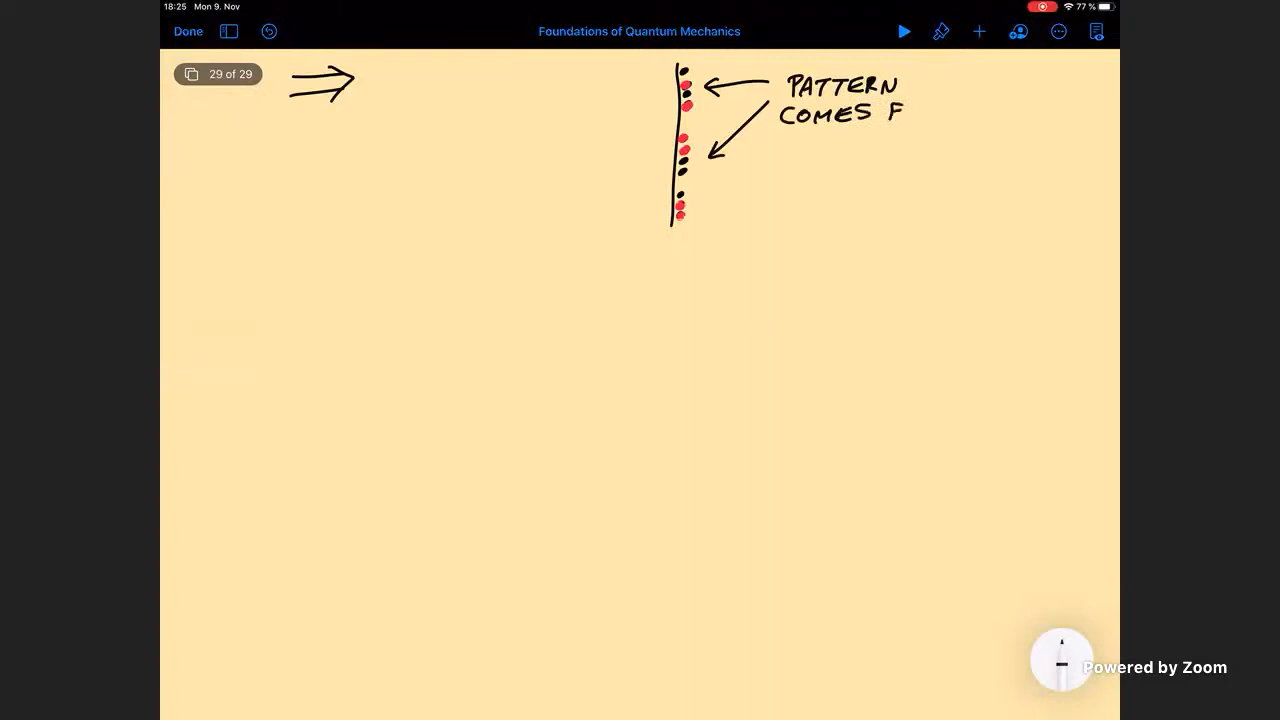 18:25 Mon 9. Nov
77 %
Done
Foundations of Quantum Mechanics
29 of 29
PATTERN
COMES F
Powered by Zoom